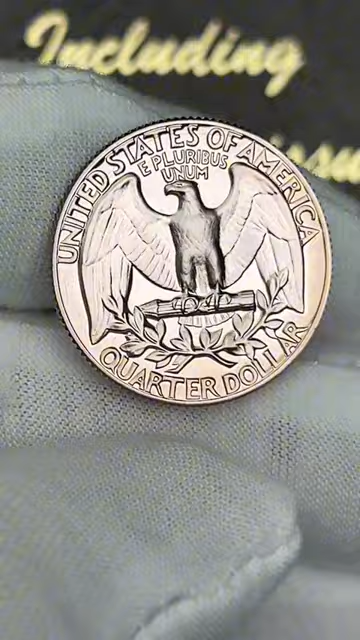 Including
UNITED STATES OF AMERICA
E PLURIBUS
UNUM
QUARTER DOLLAR